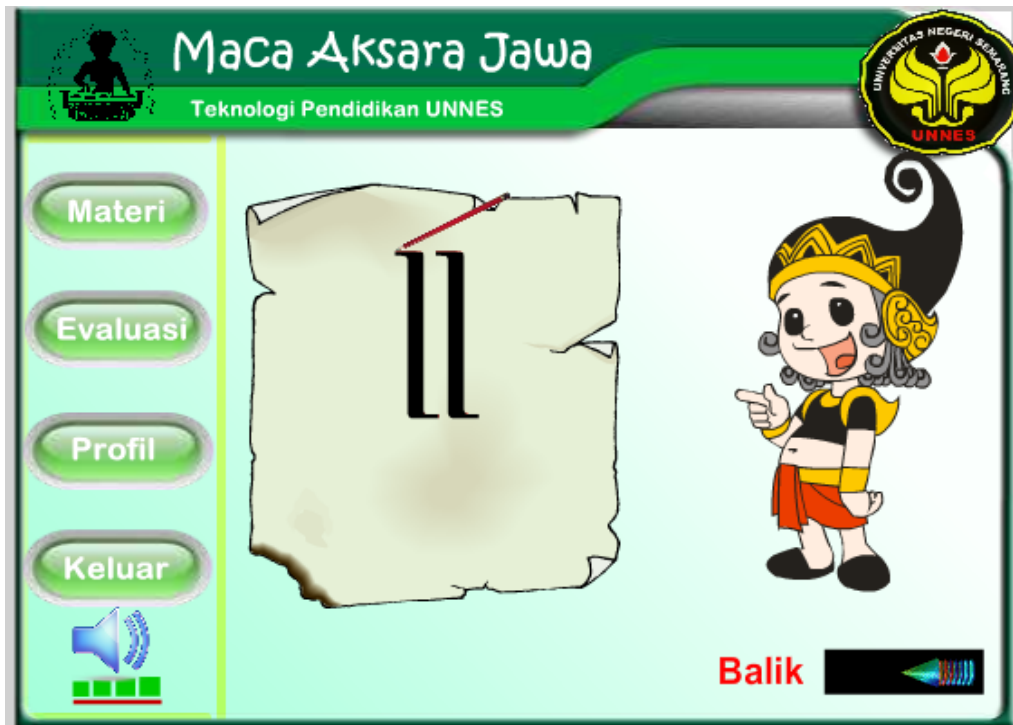 Maca Aksara Jawa
Teknologi Pendidikan UNNES
UNIVERSITAS NEGERI SEMARANG
UNNES
Materi
Evaluasi
Profil
Keluar
Balik